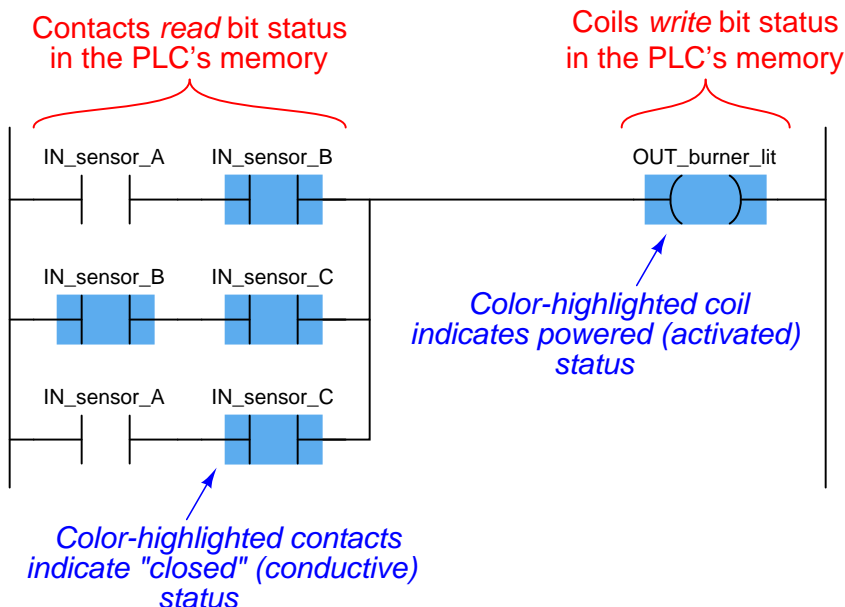 Contacts read bit status
in the PLC's memory
Coils write bit status
in the PLC's memory
IN_sensor_A
IN_sensor_B
OUT_burner_lit
IN_sensor_B
IN_sensor_C
Color-highlighted coil
indicates powered (activated)
status
IN_sensor_A
IN_sensor_C
Color-highlighted contacts
indicate "closed" (conductive)
status